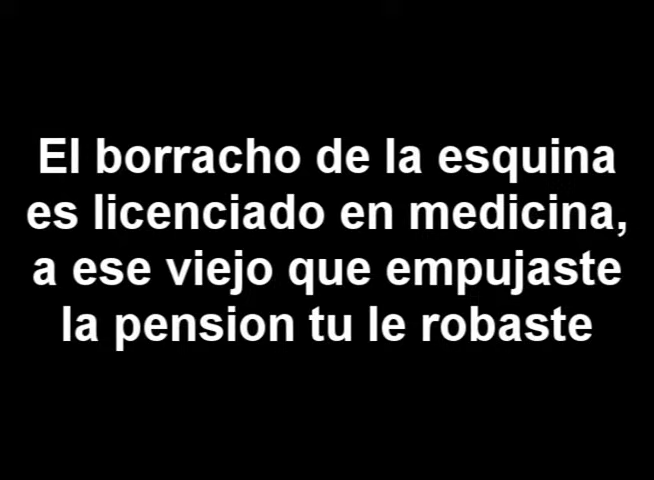 El borracho de la esquina
es licenciado en medicina,
a ese viejo que empujaste
la pension tu le robaste